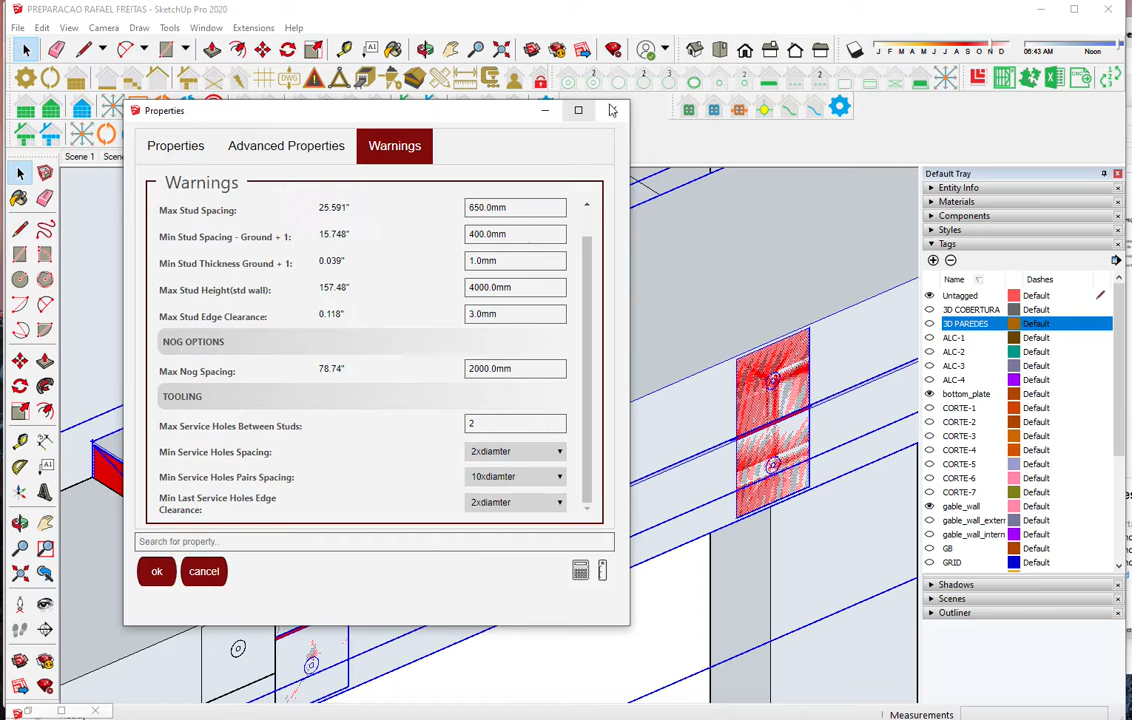 PREPARACAO RAFAEL FREITAS - SketchUp Pro 2020
File Edit View Camera Draw Tools Window Extensions Help
J F M A M J J A S O N D 06:43 AM Noon
DWG
Properties
Scene 1
Properties Advanced Properties Warnings
Warnings
Max Stud Spacing: 25.591" 650.0mm
Min Stud Spacing - Ground + 1: 15.748" 400.0mm
Min Stud Thickness Ground + 1: 0.039" 1.0mm
Max Stud Height(std wall): 157.48" 4000.0mm
Max Stud Edge Clearance: 0.118" 3.0mm
NOG OPTIONS
Max Nog Spacing: 78.74" 2000.0mm
TOOLING
Max Service Holes Between Studs: 2
Min Service Holes Spacing: 2xdiamter
Min Service Holes Pairs Spacing: 10xdiamter
Min Last Service Holes Edge
Clearance: 2xdiamter
Search for property..
ok cancel
Default Tray
Entity Info
Materials
Components
Styles
Tags
Name Dashes
Untagged Default
3D COBERTURA Default
3D PAREDES Default
ALC-1 Default
ALC-2 Default
ALC-3 Default
ALC-4 Default
bottom_plate Default
CORTE-1 Default
CORTE-2 Default
CORTE-3 Default
CORTE-4 Default
CORTE-5 Default
CORTE-6 Default
CORTE-7 Default
gable_wall Default
gable_wall_extern Default
gable_wall_intern Default
GB Default
GRID Default
Shadows
Scenes
Outliner
Measurements